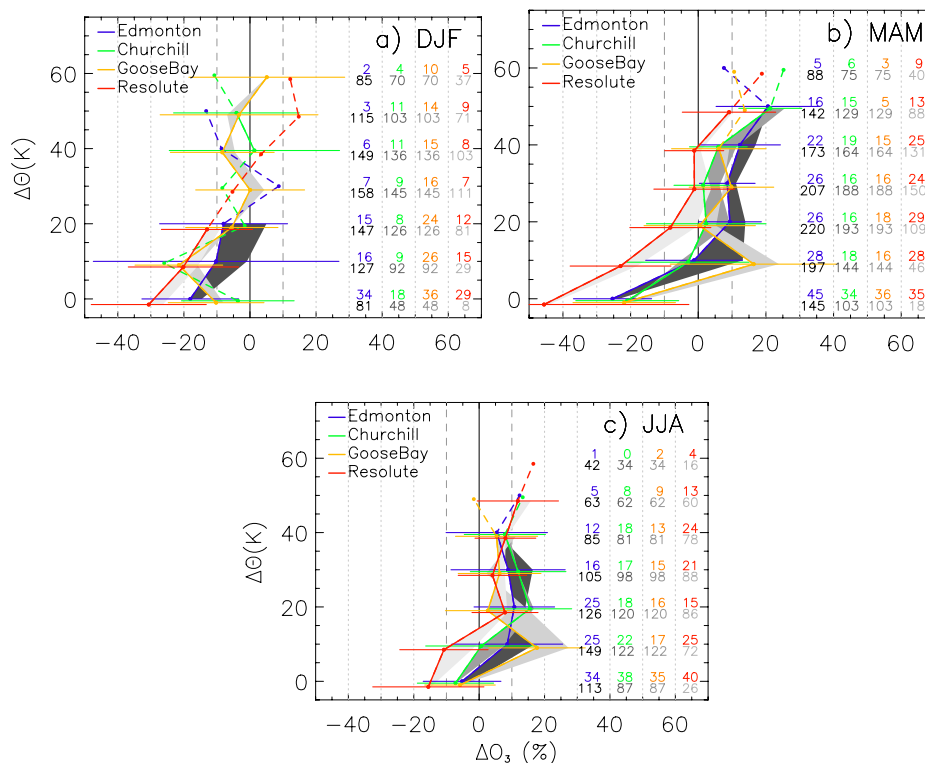 Edmonton
Churchill
GooseBay
Resolute
a) DJF
ΔΘ(K)
60
40
20
0
2 4 10 5
85 70 70 37
3 11 14 9
115 103 103 71
6 11 15 8
149 136 136 103
7 9 16 7
158 145 145 111
15 8 24 12
147 126 126 81
16 9 26 15
127 92 92 29
34 18 36 29
81 48 48 8
−40 −20 0 20 40 60
Edmonton
Churchill
GooseBay
Resolute
b) MAM
60
40
20
0
5 6 3 9
88 75 75 40
16 15 5 13
142 129 129 88
22 19 15 25
173 164 164 131
26 16 16 24
207 188 188 150
26 16 18 29
220 193 193 109
28 16 18 28
197 144 144 46
45 34 36 35
145 103 103 18
−40 −20 0 20 40 60
Edmonton
Churchill
GooseBay
Resolute
c) JJA
ΔΘ(K)
60
40
20
0
1 0 2 4
42 34 34 16
5 8 9 13
63 62 62 60
12 18 13 24
85 81 81 78
16 17 15 21
105 98 98 88
25 18 16 15
126 120 120 86
25 22 17 25
149 122 122 72
34 38 35 40
113 87 87 26
−40 −20 0 20 40 60
ΔO₃ (%)